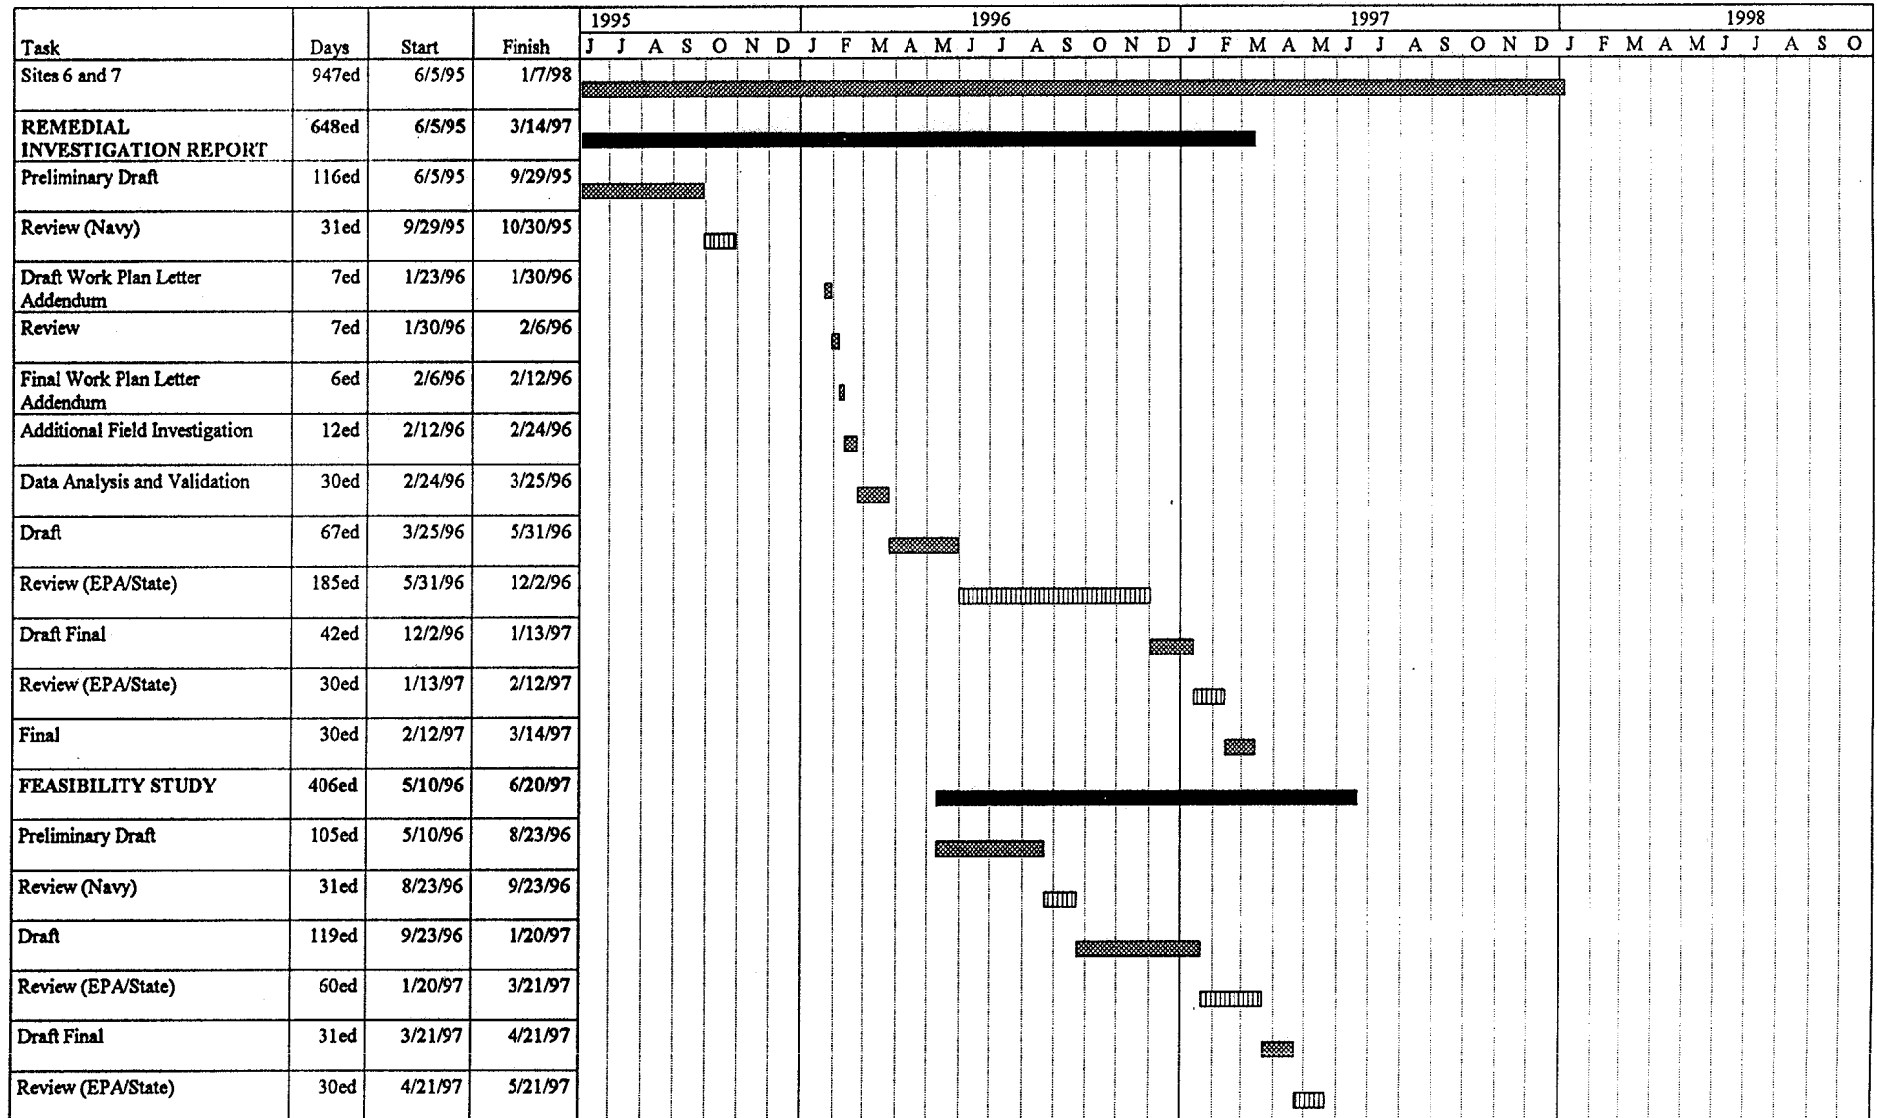 1995 1996 1997 1998
Task Days Start Finish J J A S O N D J F M A M J J A S O N D J F M A M J J A S O N D J F M A M J J A S O
Sites 6 and 7 947ed 6/5/95 1/7/98
REMEDIAL 648ed 6/5/95 3/14/97
INVESTIGATION REPORT
Preliminary Draft 116ed 6/5/95 9/29/95
Review (Navy) 31ed 9/29/95 10/30/95
Draft Work Plan Letter 7ed 1/23/96 1/30/96
Addendum
Review 7ed 1/30/96 2/6/96
Final Work Plan Letter 6ed 2/6/96 2/12/96
Addendum
Additional Field Investigation 12ed 2/12/96 2/24/96
Data Analysis and Validation 30ed 2/24/96 3/25/96
Draft 67ed 3/25/96 5/31/96
Review (EPA/State) 185ed 5/31/96 12/2/96
Draft Final 42ed 12/2/96 1/13/97
Review (EPA/State) 30ed 1/13/97 2/12/97
Final 30ed 2/12/97 3/14/97
FEASIBILITY STUDY 406ed 5/10/96 6/20/97
Preliminary Draft 105ed 5/10/96 8/23/96
Review (Navy) 31ed 8/23/96 9/23/96
Draft 119ed 9/23/96 1/20/97
Review (EPA/State) 60ed 1/20/97 3/21/97
Draft Final 31ed 3/21/97 4/21/97
Review (EPA/State) 30ed 4/21/97 5/21/97